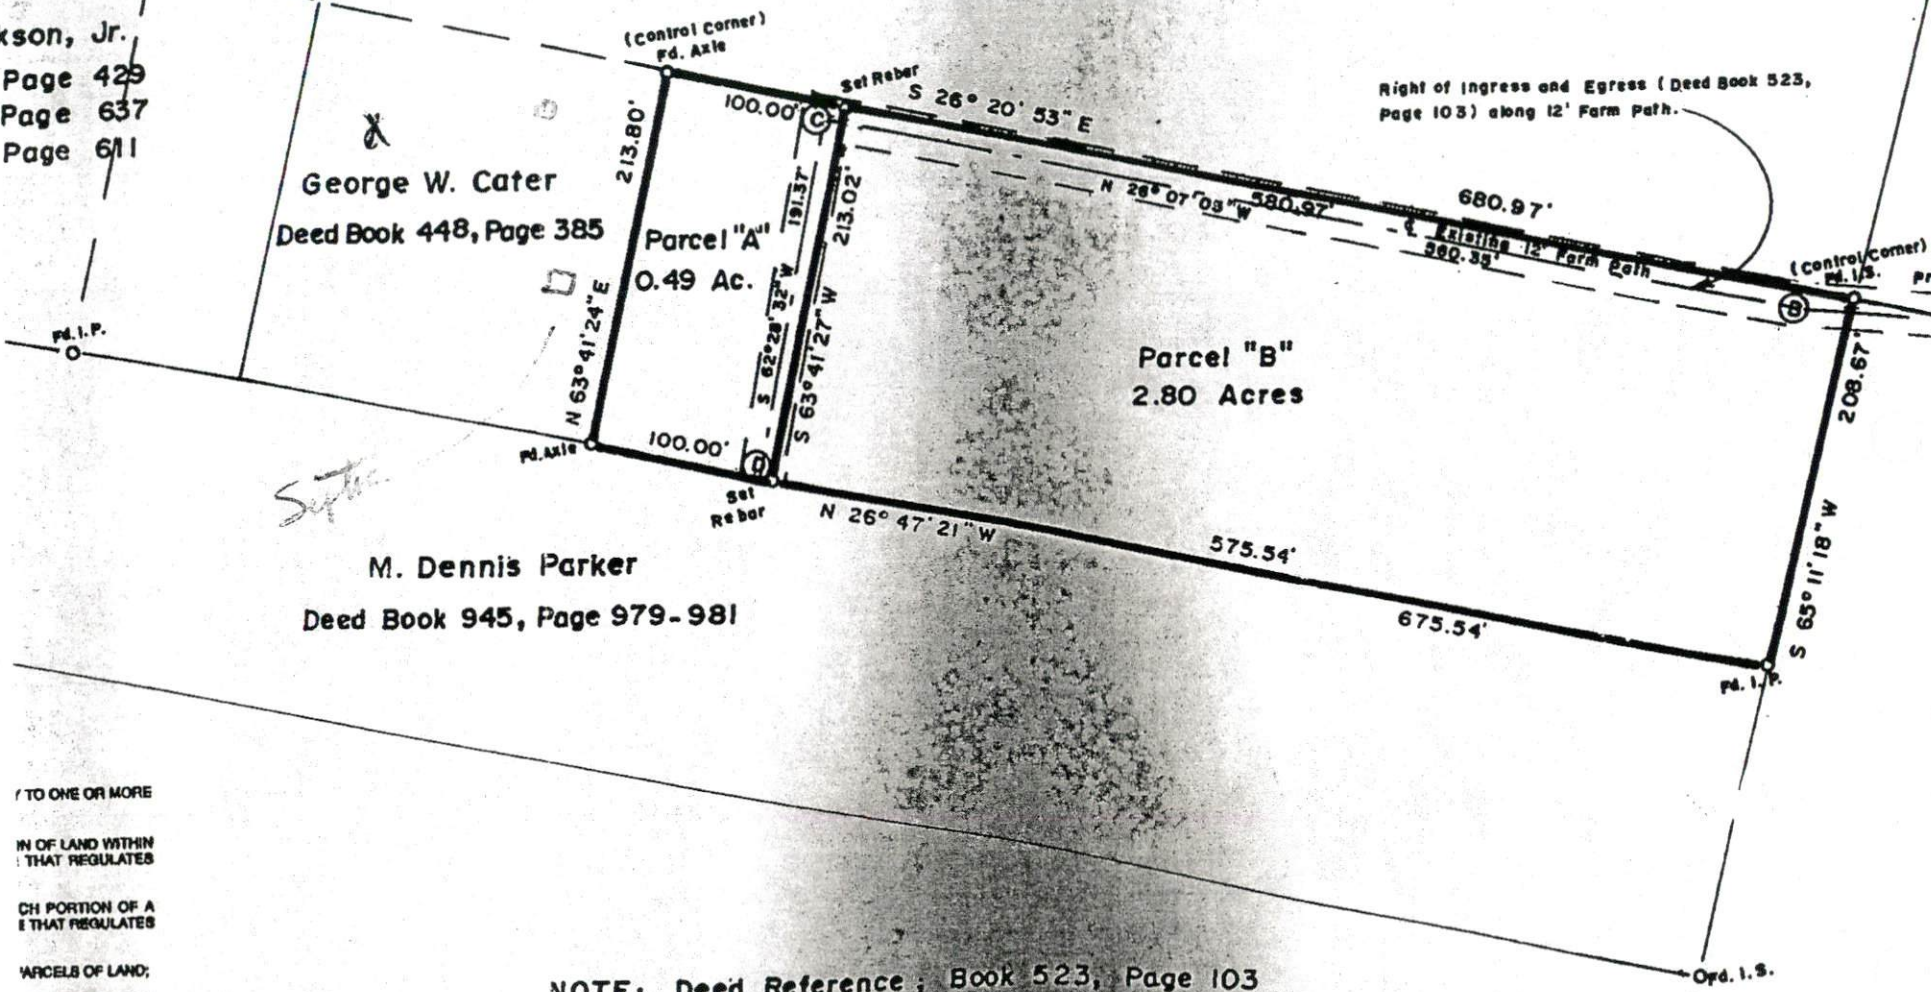 xson, Jr.
Page 429
Page 637
Page 611
(Control Corner)
Fd. Axle
Set Rebar
100.00'
C
S 26° 20' 53" E
Right of Ingress and Egress (Deed Book 523,
Page 103) along 12' Farm Path.
213.80'
George W. Cater
Deed Book 448, Page 385
Parcel "A"
0.49 Ac.
191.37'
213.02'
N 26° 07' 03" W
580.97'
680.97'
Existing 12' Farm Path
560.35'
(Control Corner)
Fd. I.S.
B
Fd. I.P.
N 63° 41' 24" E
S 62° 28' 32" W
S 63° 41' 27" W
Parcel "B"
2.80 Acres
208.67'
Fd. Axle
100.00'
D
Set
Rebar
N 26° 47' 21" W
575.54'
675.54'
S 65° 11' 18" W
Fd. I.P.
M. Dennis Parker
Deed Book 945, Page 979-981
TO ONE OR MORE
OF LAND WITHIN
THAT REGULATES
CH PORTION OF A
THAT REGULATES
ARCELS OF LAND;
NOTE: Deed Reference; Book 523, Page 103
Fd. I.S.